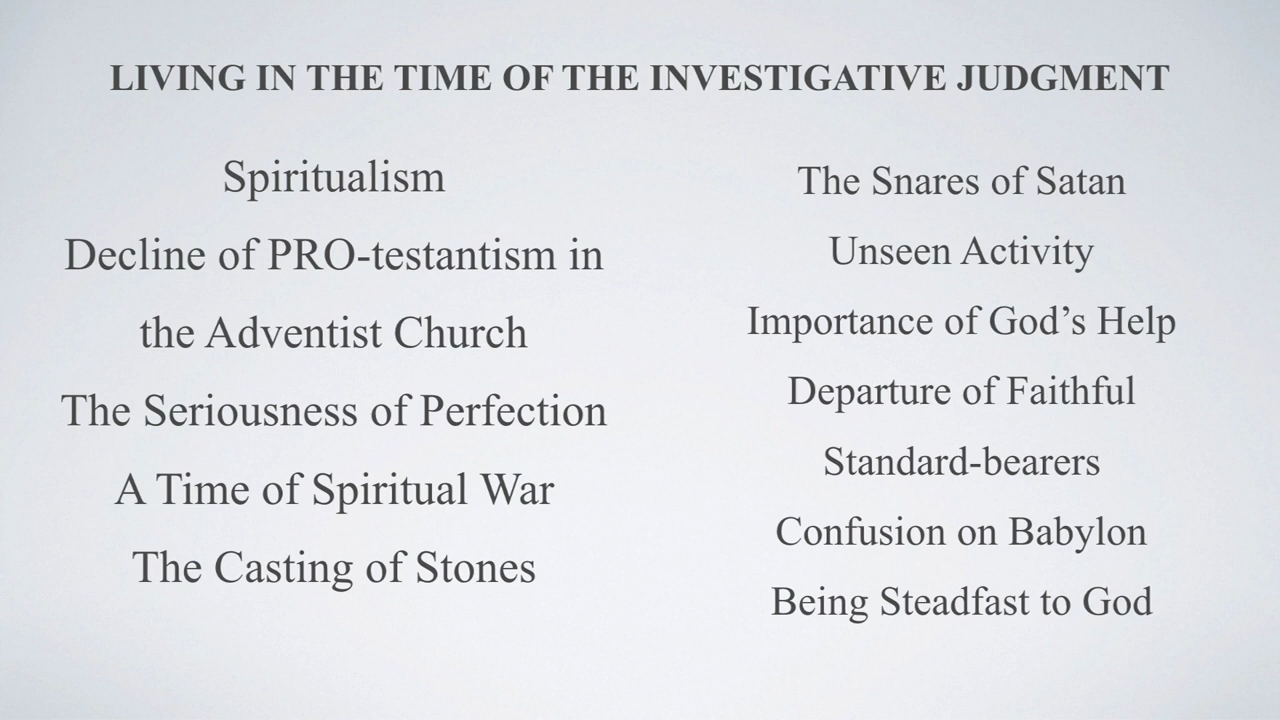 LIVING IN THE TIME OF THE INVESTIGATIVE JUDGMENT
Spiritualism
Decline of PRO-testantism in
the Adventist Church
The Seriousness of Perfection
A Time of Spiritual War
The Casting of Stones
The Snares of Satan
Unseen Activity
Importance of God’s Help
Departure of Faithful
Standard-bearers
Confusion on Babylon
Being Steadfast to God